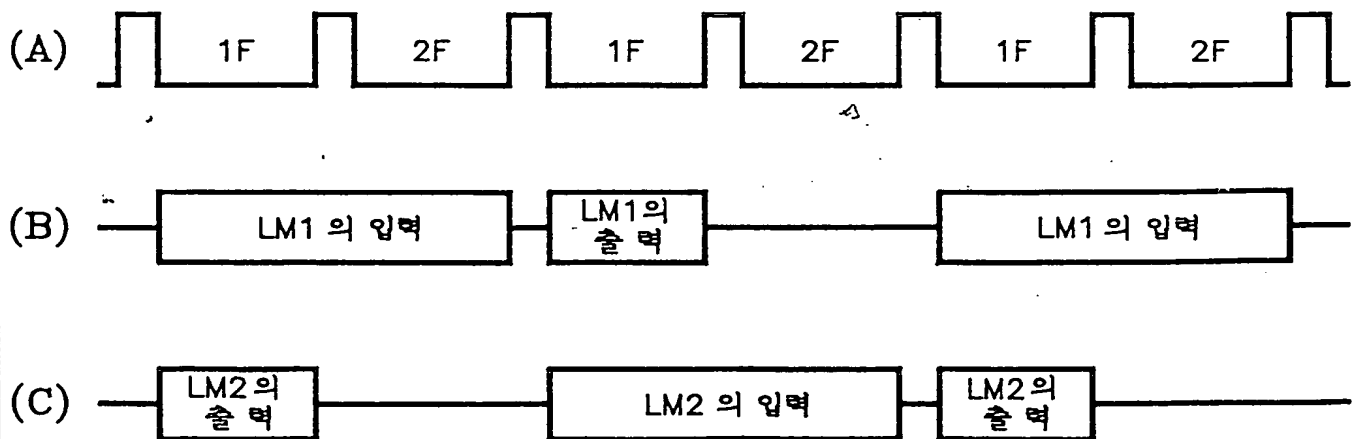 (A) 1F 2F 1F 2F 1F 2F
(B) LM1 의 입력 LM1의 출력 LM1 의 입력
(C) LM2의 출력 LM2 의 입력 LM2의 출력